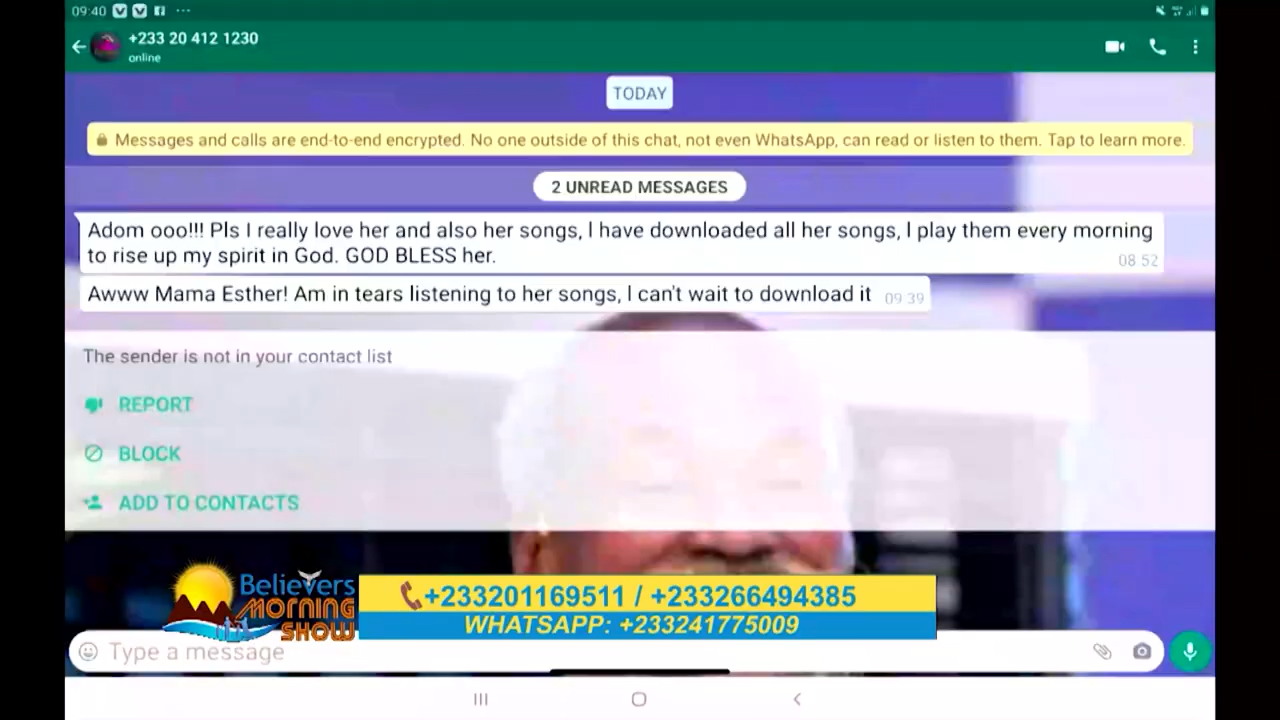 09:40
+233 20 412 1230
online
TODAY
Messages and calls are end-to-end encrypted. No one outside of this chat, not even WhatsApp, can read or listen to them. Tap to learn more.
2 UNREAD MESSAGES
Adom ooo!!! Pls I really love her and also her songs, I have downloaded all her songs, I play them every morning
to rise up my spirit in God. GOD BLESS her.
08:52
Awww Mama Esther! Am in tears listening to her songs, I can't wait to download it
09:39
The sender is not in your contact list
REPORT
BLOCK
ADD TO CONTACTS
Believers
MORNING
SHOW
+233201169511 / +233266494385
WHATSAPP: +233241775009
Type a message